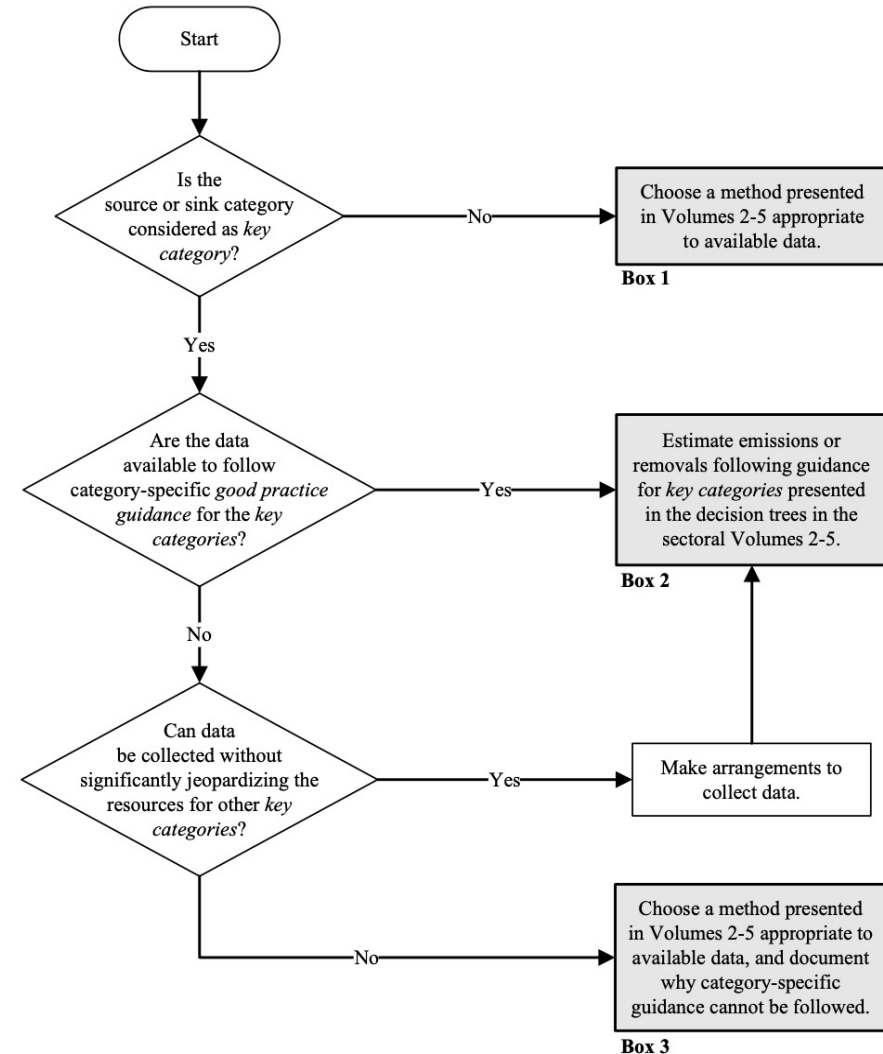 Start
Is the
source or sink category
considered as key
category?
No
Choose a method presented
in Volumes 2-5 appropriate
to available data.
Box 1
Yes
Are the data
available to follow
category-specific good practice
guidance for the key
categories?
Yes
Estimate emissions or
removals following guidance
for key categories presented
in the decision trees in the
sectoral Volumes 2-5.
Box 2
No
Can data
be collected without
significantly jeopardizing the
resources for other key
categories?
Yes
Make arrangements to
collect data.
No
Choose a method presented
in Volumes 2-5 appropriate to
available data, and document
why category-specific
guidance cannot be followed.
Box 3